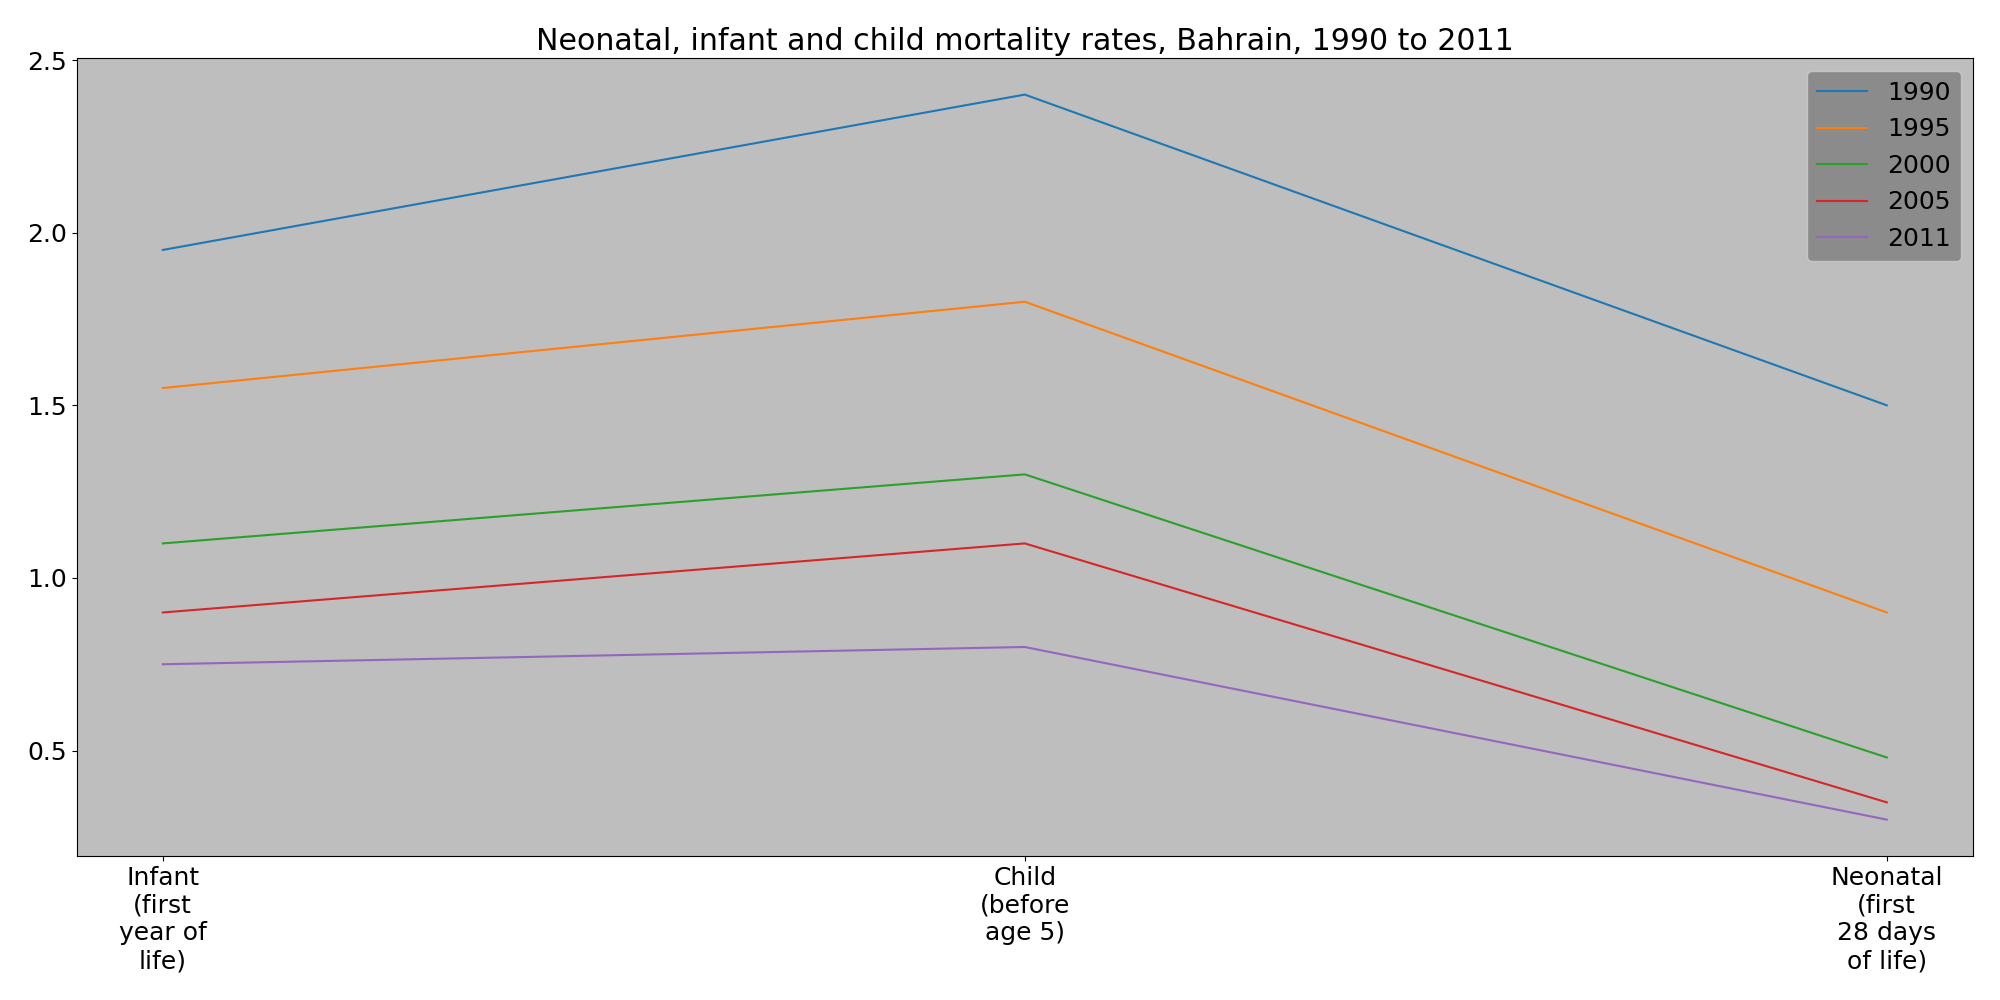 Neonatal, infant and child mortality rates, Bahrain, 1990 to 2011
2.5
2.0
1.5
1.0
0.5
1990
1995
2000
2005
2011
Infant
(first
year of
life)
Child
(before
age 5)
Neonatal
(first
28 days
of life)